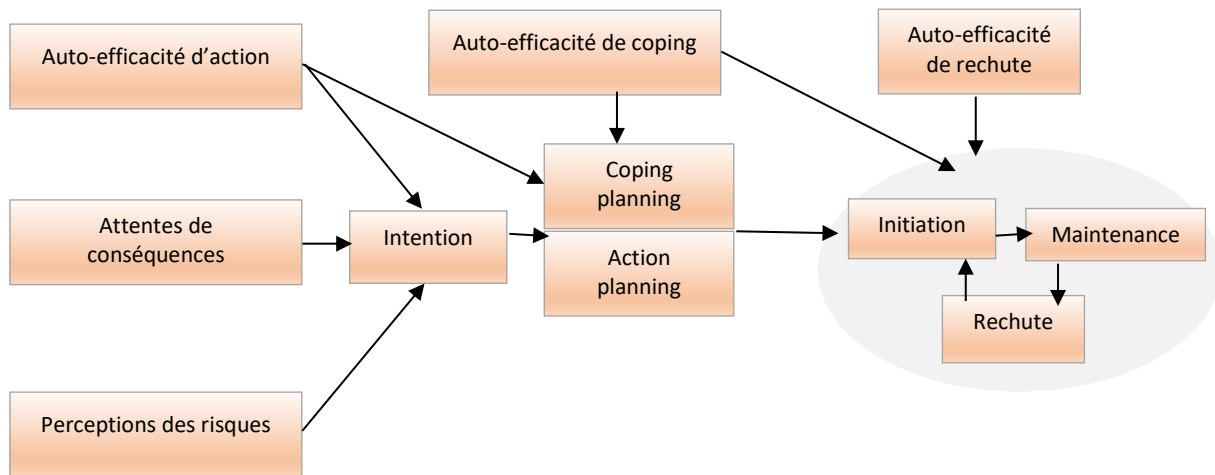 Auto-efficacité d’action
Auto-efficacité de coping
Auto-efficacité
de rechute
Coping
planning
Attentes de
conséquences
Intention
Action
planning
Initiation
Maintenance
Rechute
Perceptions des risques